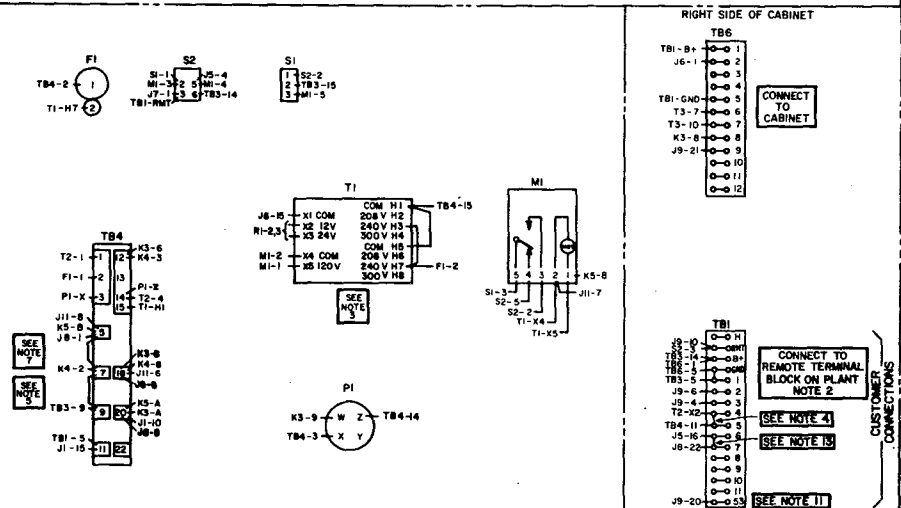 RIGHT SIDE OF CABINET
TB6
TB1-B+ 1
J6-1 2
3
4
TB1-GND 5
T3-7 6
T3-10 7
K3-8 8
J9-21 9
10
11
12
CONNECT
TO
CABINET
F1
TB4-2 1
T1-H7 2
S2
S1-1 J5-4
M1-3 2 5 M1-4
J7-1 3 6 TB3-14
TB1-RMT
S1
1 S2-2
2 TB3-15
3 M1-5
T1
COM H1 TB4-15
J6-15 X1 COM 208V H2
R1-2,3 X2 12V 240V H3
X3 24V 300V H4
COM H5
M1-2 X4 COM 208V H6
M1-1 X5 120V 240V H7 F1-2
300V H8
SEE
NOTE
3
M1
5 4 3 2 1 K5-8
S1-3 J11-7
S2-5
S2-2
T1-X4
T1-X5
TB4
K3-6
T2-1 1 12 K4-3
F1-1 2 13
P1-Z
P1-X 3 14 T2-4
15 T1-H1
J11-8
K5-B 5
J8-1
SEE
NOTE
7
K3-B
K4-B
K4-2 7 18 J11-6
J6-8
SEE
NOTE
5
K5-A
TB3-9 9 20 K3-A
J1-10
J8-8
TB1-5
J1-15 11 22
P1
K3-9 W Z TB4-14
TB4-3 X Y
TB1
J9-10 H
S2-3 RMT
TB3-14 B+
TB6-1
TB6-5 GND
TB3-5 1
J9-6 2
J9-4 3
T2-X2 4
TB4-11 5
J5-16 6
J8-22 7
8
9
10
11
J9-20 53
CONNECT TO
REMOTE TERMINAL
BLOCK ON PLANT
NOTE 2
SEE NOTE 4
SEE NOTE 13
SEE NOTE 11
CUSTOMER
CONNECTIONS